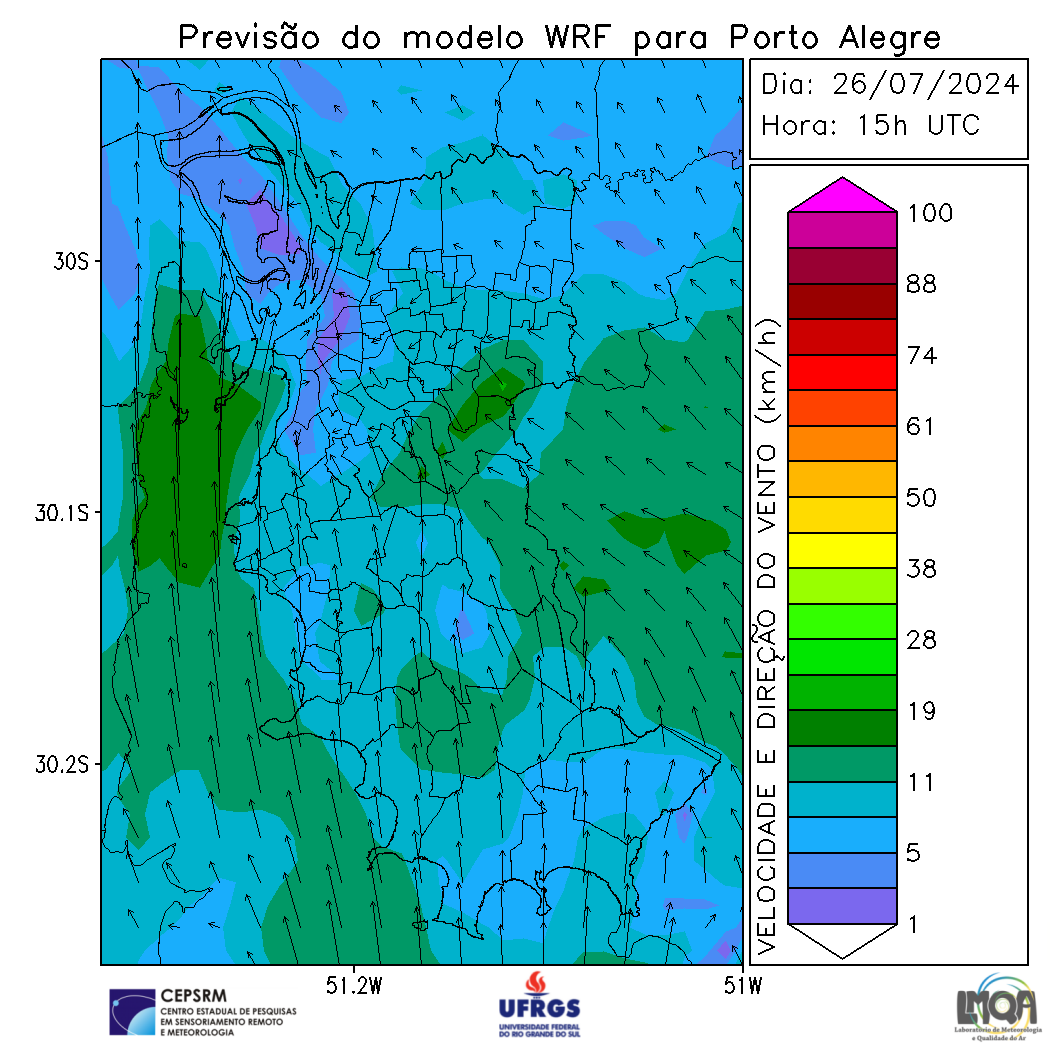 Previsão do modelo WRF para Porto Alegre
Dia: 26/07/2024
Hora: 15h UTC
30S
30.1S
30.2S
51.2W
51W
VELOCIDADE E DIREÇÃO DO VENTO (km/h)
100
88
74
61
50
38
28
19
11
5
1
CEPSRM
CENTRO ESTADUAL DE PESQUISAS
EM SENSORIAMENTO REMOTO
E METEOROLOGIA
UFRGS
UNIVERSIDADE FEDERAL
DO RIO GRANDE DO SUL
LMQA
Laboratório de Meteorologia
e Qualidade do Ar